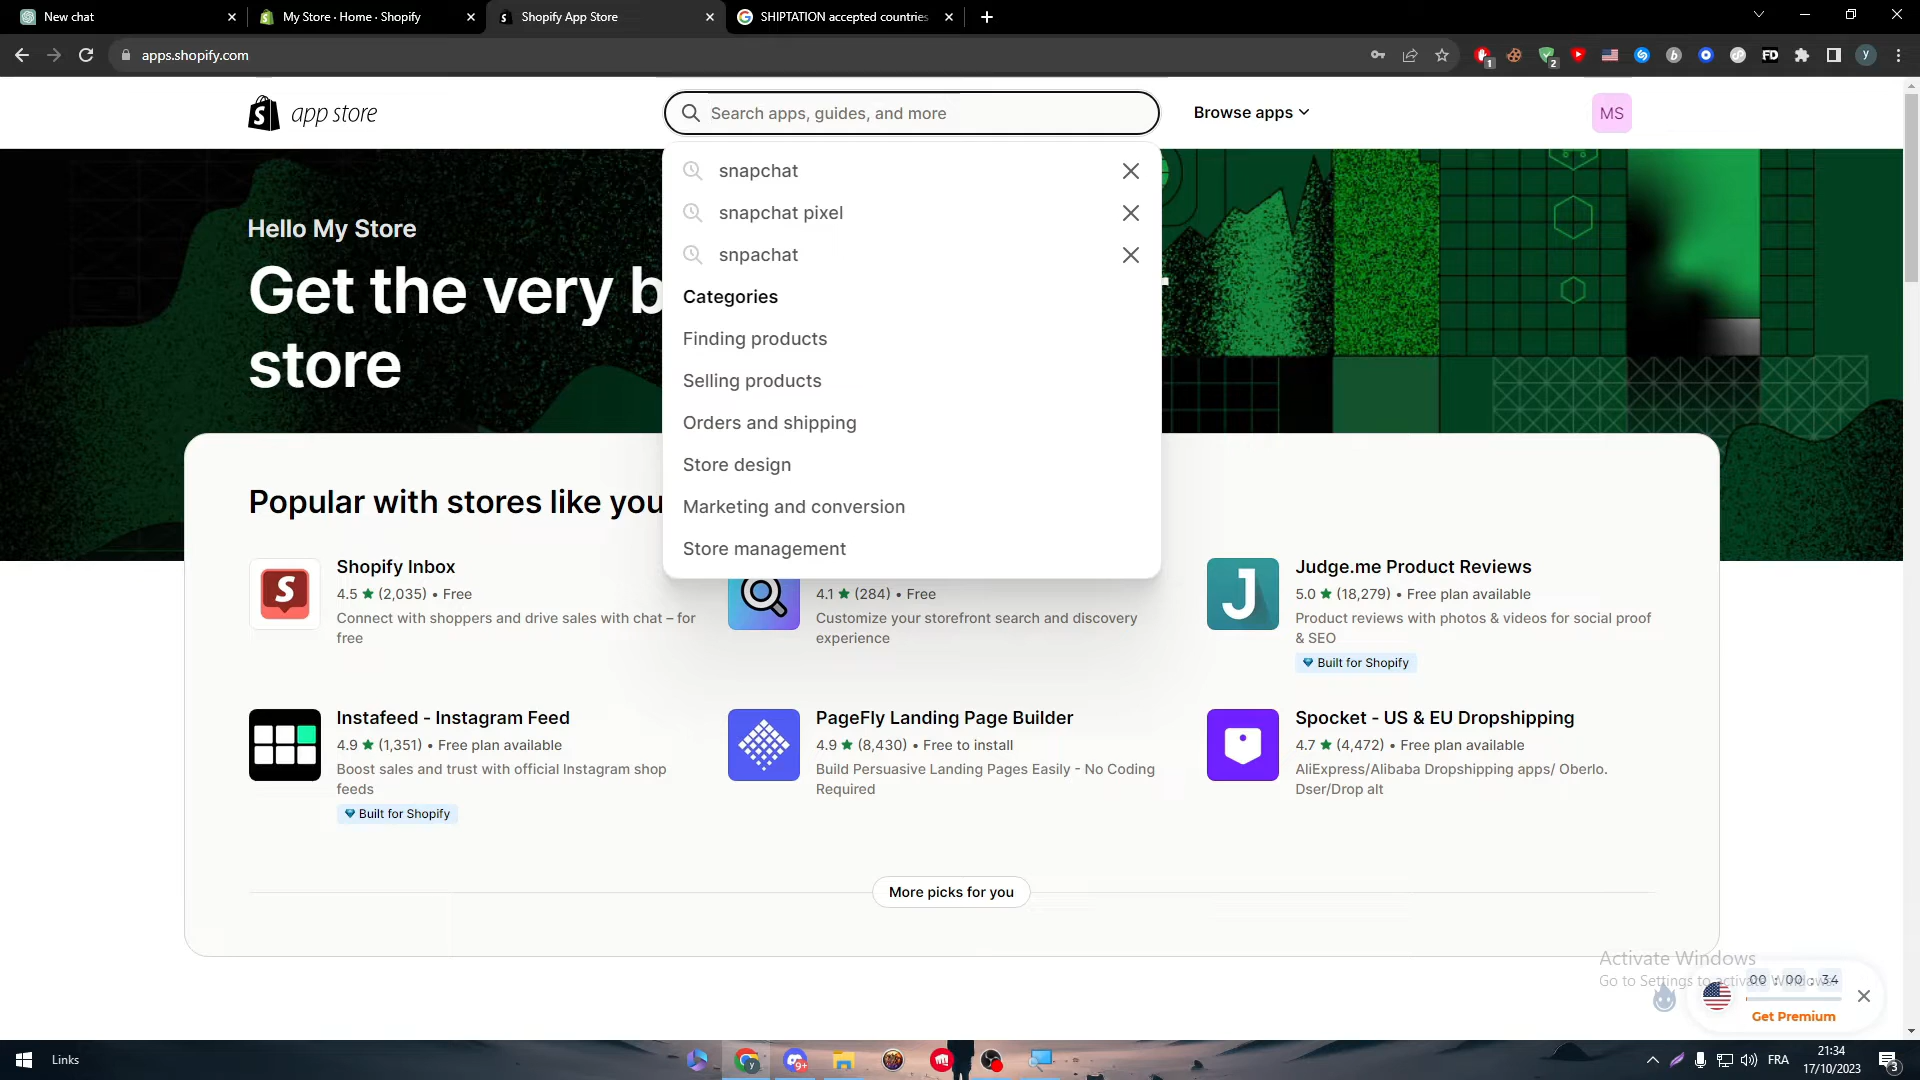 New chat
My Store · Home · Shopify
Shopify App Store
SHIPTATION accepted countries
apps.shopify.com
1
2
FD
y
app store
Search apps, guides, and more
Browse apps
MS
snapchat
snapchat pixel
snpachat
Categories
Finding products
Selling products
Orders and shipping
Store design
Marketing and conversion
Store management
Hello My Store
Get the very b
store
Popular with stores like you
Shopify Inbox
4.5 ★ (2,035) • Free
Connect with shoppers and drive sales with chat – for
free
4.1 ★ (284) • Free
Customize your storefront search and discovery
experience
Judge.me Product Reviews
5.0 ★ (18,279) • Free plan available
Product reviews with photos & videos for social proof
& SEO
Built for Shopify
Instafeed - Instagram Feed
4.9 ★ (1,351) • Free plan available
Boost sales and trust with official Instagram shop
feeds
Built for Shopify
PageFly Landing Page Builder
4.9 ★ (8,430) • Free to install
Build Persuasive Landing Pages Easily - No Coding
Required
Spocket - US & EU Dropshipping
4.7 ★ (4,472) • Free plan available
AliExpress/Alibaba Dropshipping apps/ Oberlo.
Dser/Drop alt
More picks for you
Activate Windows
Go to Settings to activate Windows.
00 : 00 : 34
Get Premium
Links
9+
FRA
21:34
17/10/2023
3